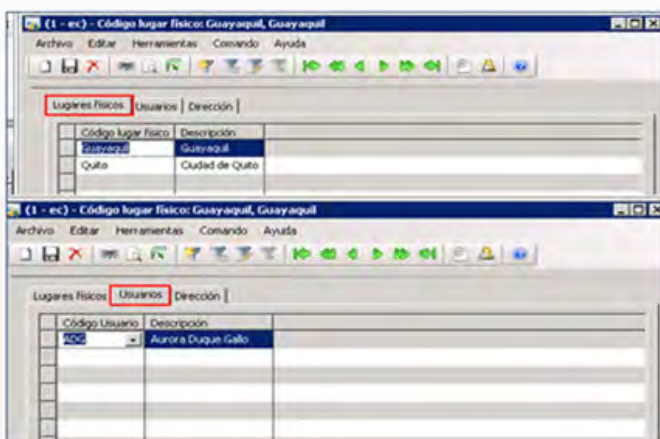 (1 - ec) - Código lugar físico: Guayaquil, Guayaquil
Archivo Editar Herramientas Comando Ayuda
Lugares físicos Usuarios Dirección
Código lugar físico Descripción
Guayaquil Guayaquil
Quito Ciudad de Quito
(1 - ec) - Código lugar físico: Guayaquil, Guayaquil
Archivo Editar Herramientas Comando Ayuda
Lugares físicos Usuarios Dirección
Código Usuario Descripción
ADG Aurora Duque Gallo